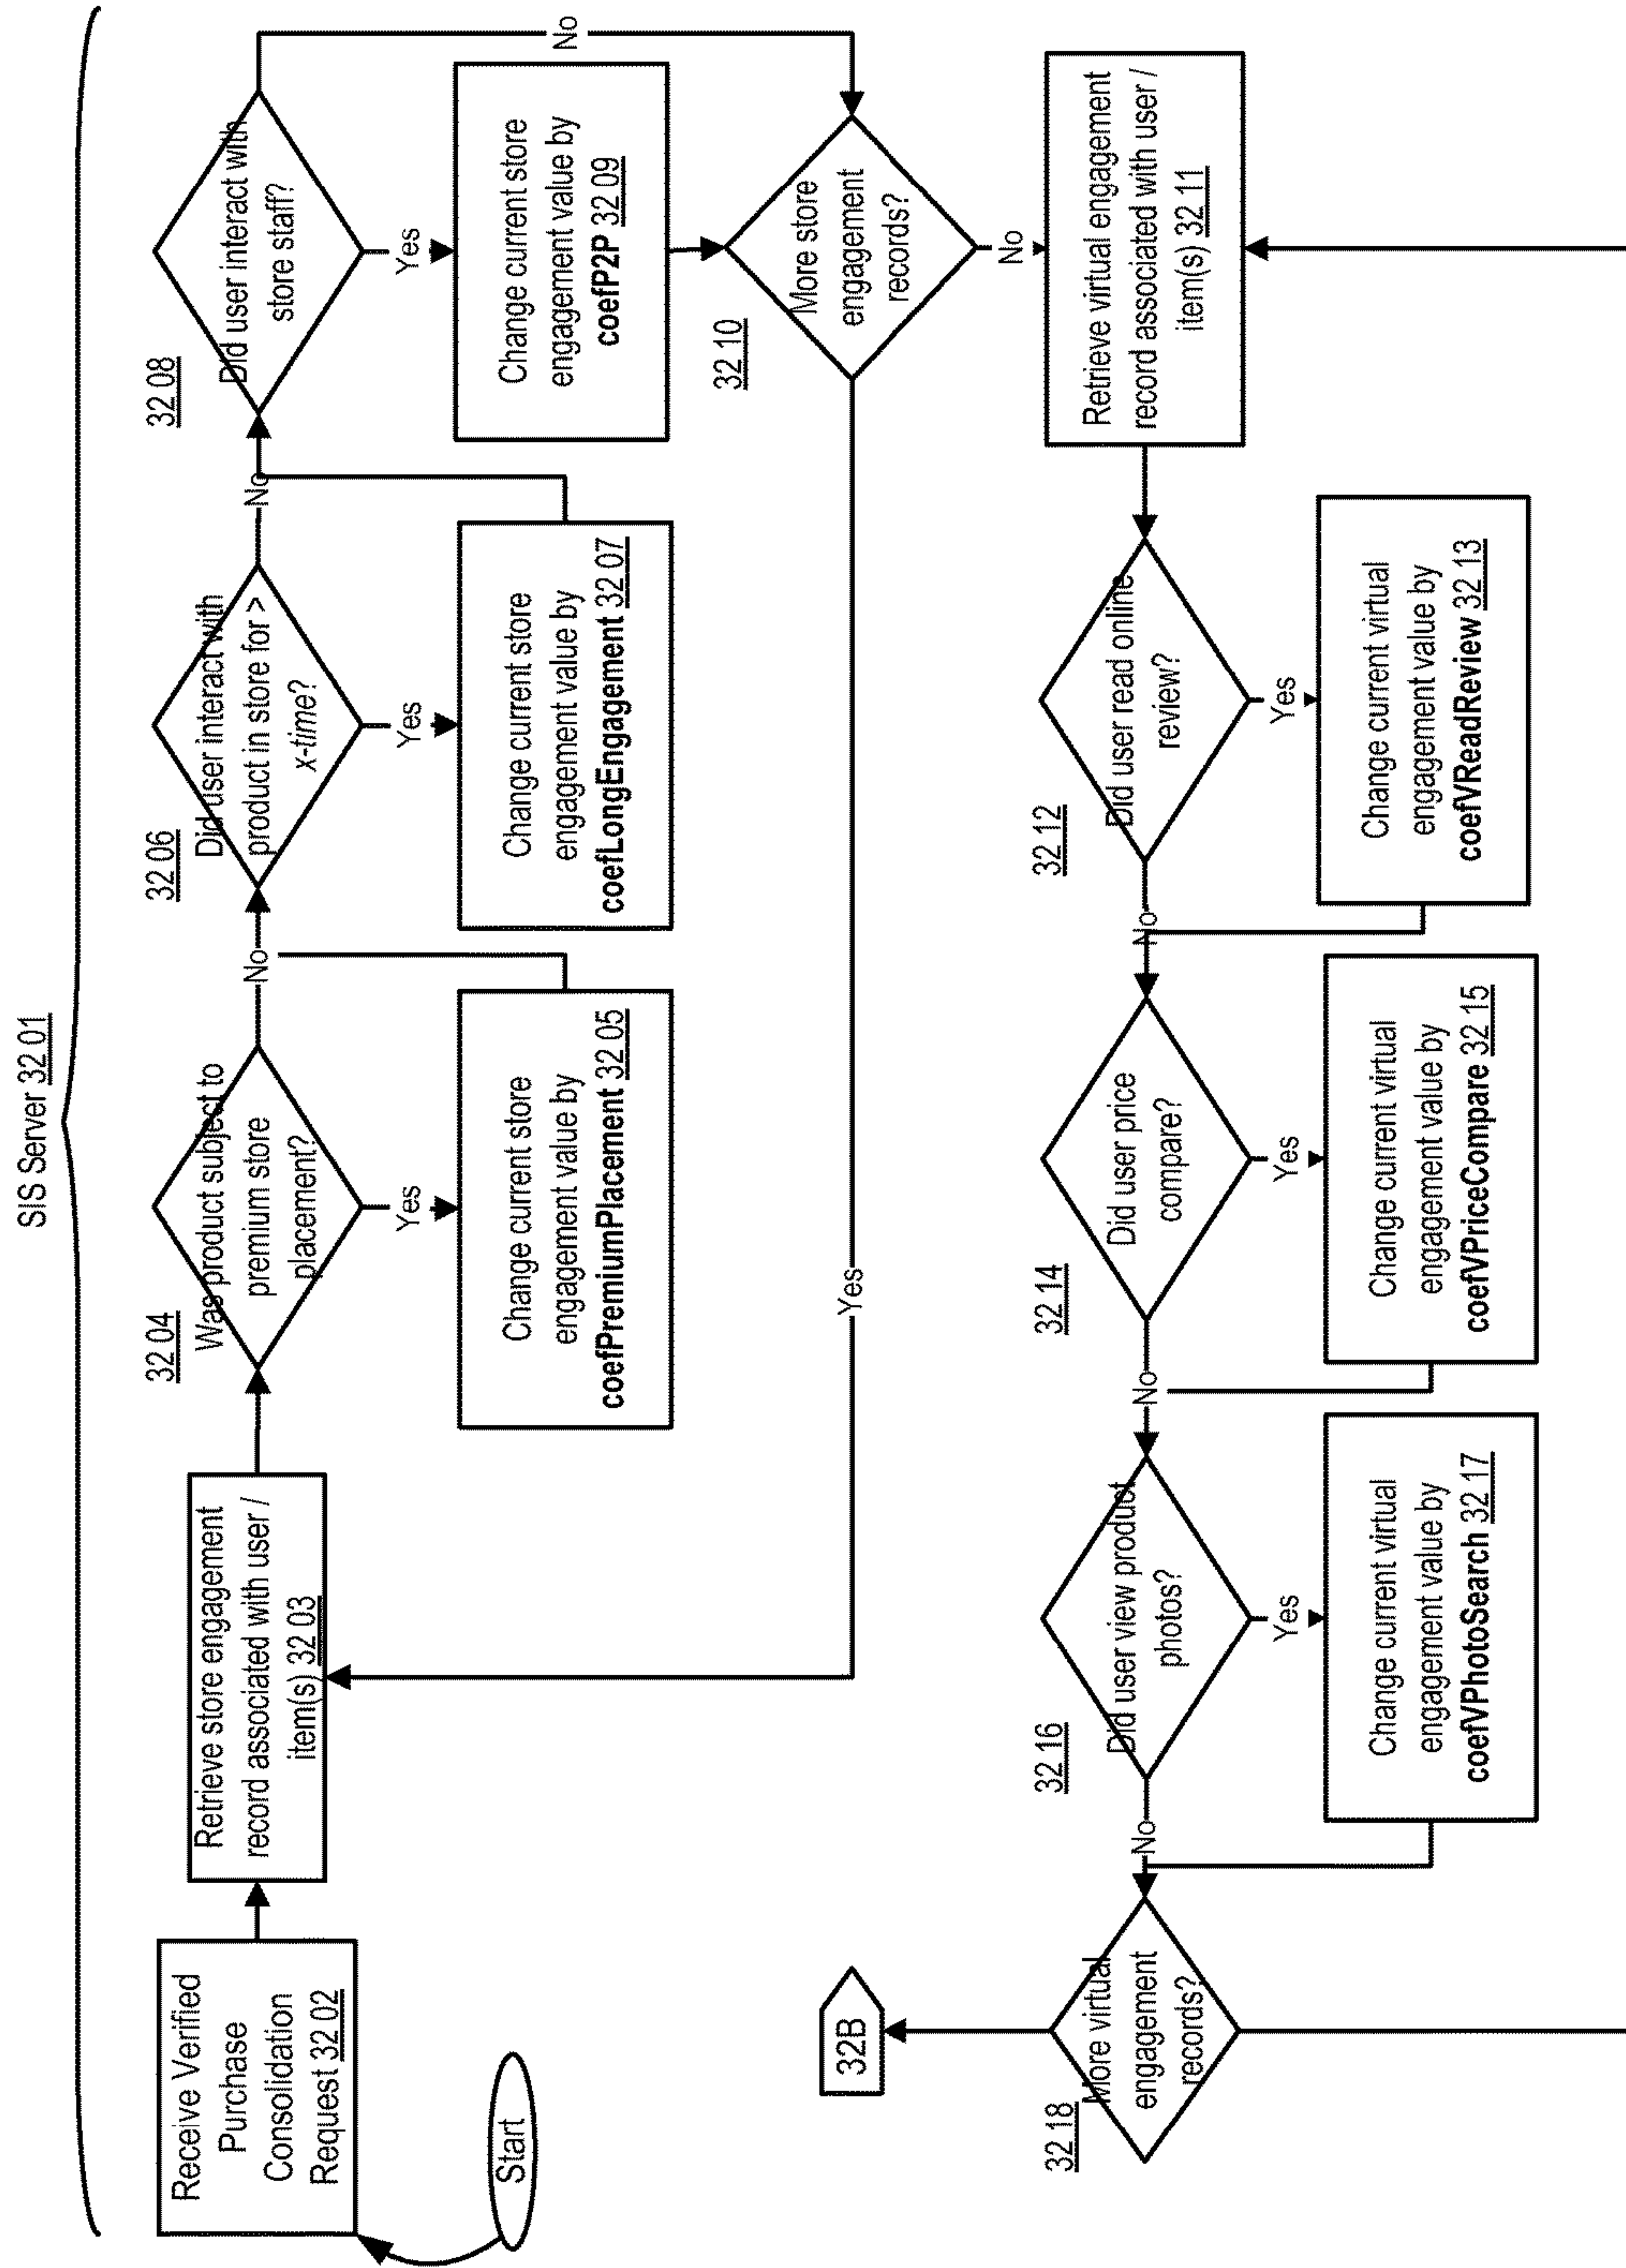 SIS Server 32 01
Start
Receive Verified
Purchase
Consolidation
Request 32 02
Retrieve store engagement
record associated with user /
item(s) 32 03
32 04
Was product subject to
premium store
placement?
No
Yes
Change current store
engagement value by
coefPremiumPlacement 32 05
32 06
Did user interact with
product in store for >
x-time?
No
Yes
Change current store
engagement value by
coefLongEngagement 32 07
32 08
Did user interact with
store staff?
No
Yes
Change current store
engagement value by
coefP2P 32 09
32 10
More store
engagement
records?
Yes
No
Retrieve virtual engagement
record associated with user /
item(s) 32 11
32 12
Did user read online
review?
No
Yes
Change current virtual
engagement value by
coefVReadReview 32 13
32 14
Did user price
compare?
No
Yes
Change current virtual
engagement value by
coefVPriceCompare 32 15
32 16
Did user view product
photos?
No
Yes
Change current virtual
engagement value by
coefVPhotoSearch 32 17
32 18
More virtual
engagement
records?
32B